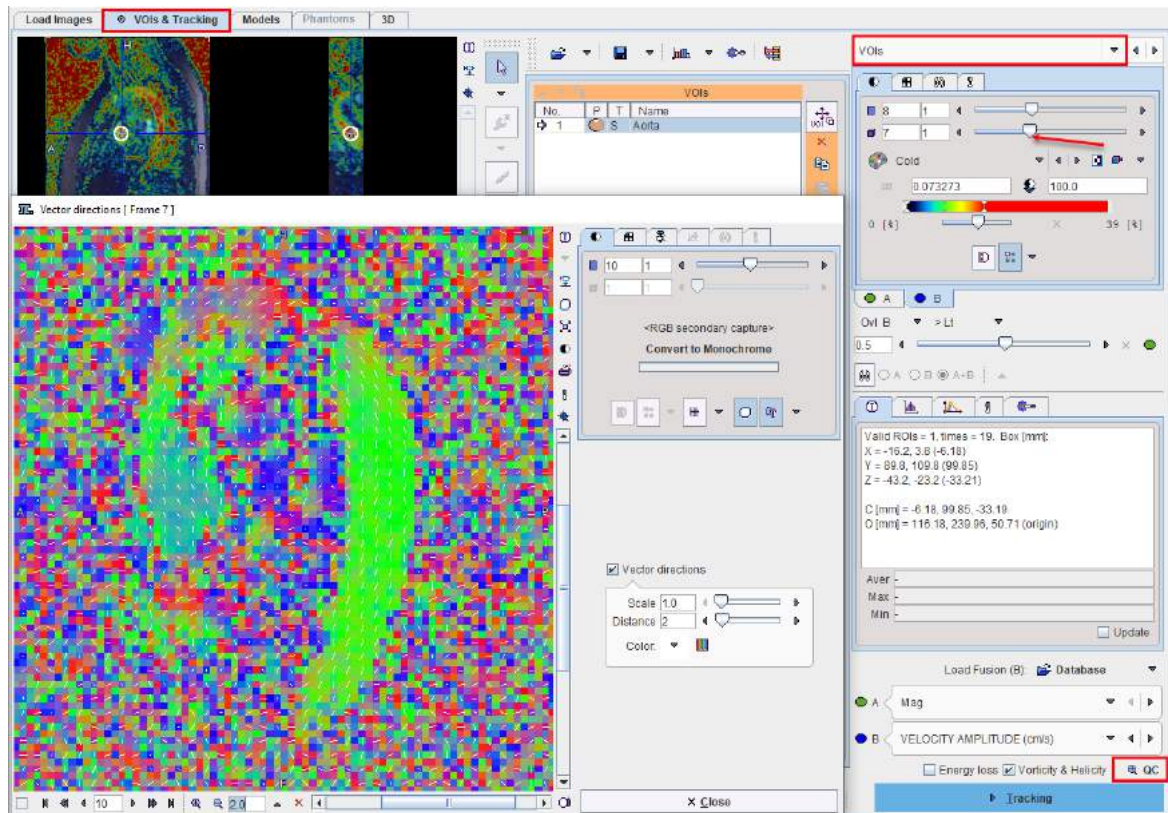 Load Images VOIs & Tracking Models Phantoms 3D
H
A
VOIs
No. P T Name
1 S Aorta
VOIs
8 1
7 1
Cold
0.073273 100.0
0 [%] 39 [%]
A B
Ovl B > Lt
0.5
A B A+B
Valid ROIs = 1, times = 19, Box [mm]:
X = -16.2, 3.8 (-6.18)
Y = 89.8, 109.8 (99.85)
Z = -43.2, -23.2 (-33.21)
C [mm] = -6.18, 99.85, -33.19
O [mm] = 116.18, 239.96, 50.71 (origin)
Aver -
Max -
Min -
Update
Load Fusion (B): Database
A Mag
B VELOCITY AMPLITUDE (cm/s)
Energy loss Vorticity & Helicity QC
Tracking
Vector directions [ Frame 7 ]
10 1
1 1
<RGB secondary capture>
Convert to Monochrome
Vector directions
Scale 1.0
Distance 2
Color:
10 2.0
Close